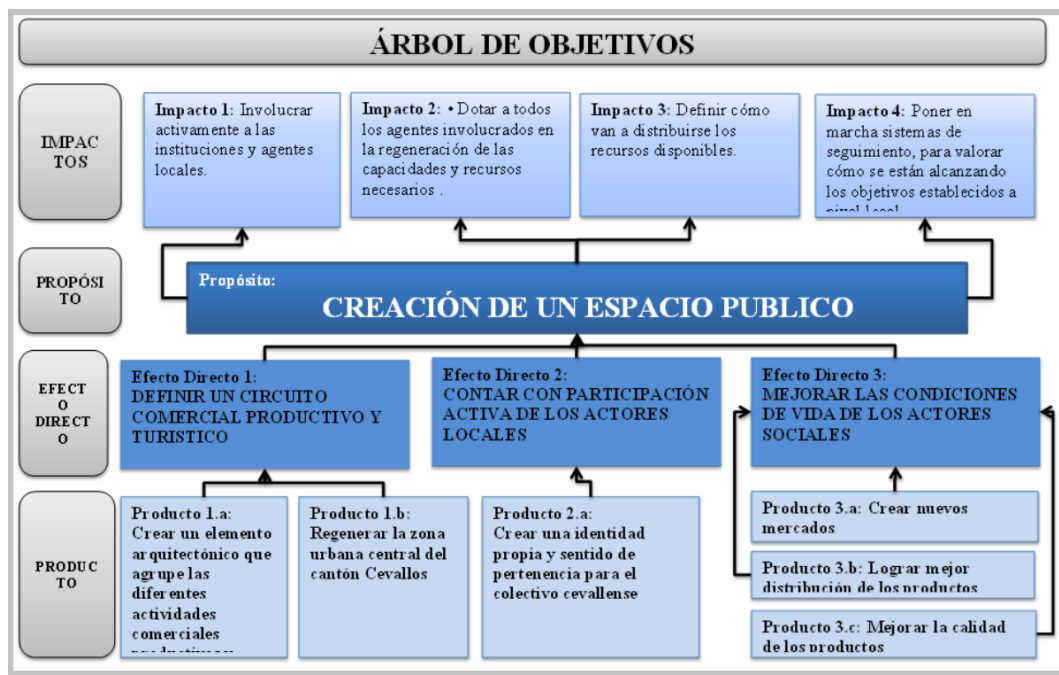 ÁRBOL DE OBJETIVOS
IMPAC
TOS
Impacto 1: Involucrar
activamente a las
instituciones y agentes
locales.
Impacto 2: • Dotar a todos
los agentes involucrados en
la regeneración de las
capacidades y recursos
necesarios .
Impacto 3: Definir cómo
van a distribuirse los
recursos disponibles.
Impacto 4: Poner en
marcha sistemas de
seguimiento, para valorar
cómo se están alcanzando
los objetivos establecidos a
nivel local
PROPÓSI
TO
Propósito:
CREACIÓN DE UN ESPACIO PUBLICO
EFECT
O
DIRECT
O
Efecto Directo 1:
DEFINIR UN CIRCUITO
COMERCIAL PRODUCTIVO Y
TURISTICO
Efecto Directo 2:
CONTAR CON PARTICIPACIÓN
ACTIVA DE LOS ACTORES
LOCALES
Efecto Directo 3:
MEJORAR LAS CONDICIONES
DE VIDA DE LOS ACTORES
SOCIALES
PRODUC
TO
Producto 1.a:
Crear un elemento
arquitectónico que
agrupe las
diferentes
actividades
comerciales
Producto 1.b:
Regenerar la zona
urbana central del
cantón Cevallos
Producto 2.a:
Crear una identidad
propia y sentido de
pertenencia para el
colectivo cevallense
Producto 3.a: Crear nuevos
mercados
Producto 3.b: Lograr mejor
distribución de los productos
Producto 3.c: Mejorar la calidad
de los productos